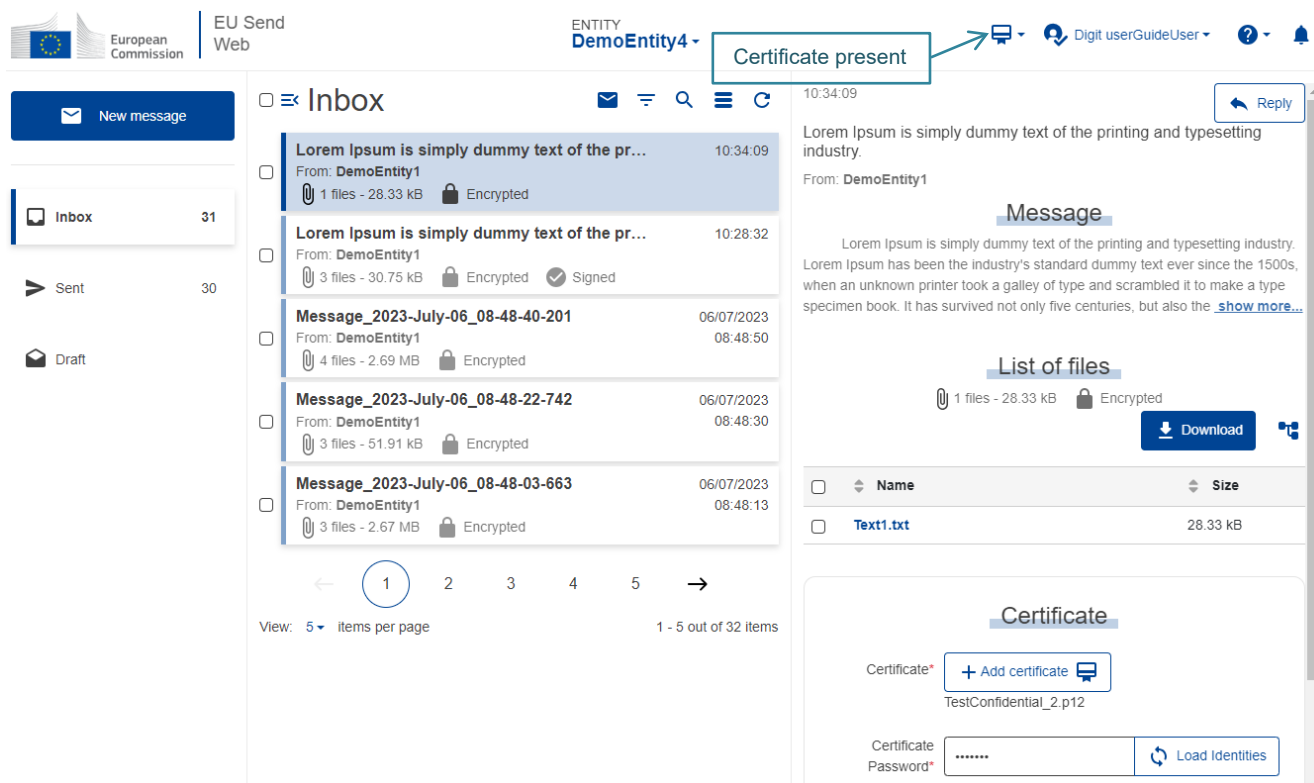 European
Commission
EU Send
Web
ENTITY
DemoEntity4
Certificate present
Digit userGuideUser
?
New message
Inbox 31
Sent 30
Draft
Inbox
Lorem Ipsum is simply dummy text of the pr... 10:34:09
From: DemoEntity1
1 files - 28.33 kB Encrypted
Lorem Ipsum is simply dummy text of the pr... 10:28:32
From: DemoEntity1
3 files - 30.75 kB Encrypted Signed
Message_2023-July-06_08-48-40-201 06/07/2023
From: DemoEntity1 08:48:50
4 files - 2.69 MB Encrypted
Message_2023-July-06_08-48-22-742 06/07/2023
From: DemoEntity1 08:48:30
3 files - 51.91 kB Encrypted
Message_2023-July-06_08-48-03-663 06/07/2023
From: DemoEntity1 08:48:13
3 files - 2.67 MB Encrypted
1 2 3 4 5
View: 5 items per page 1 - 5 out of 32 items
10:34:09
Reply
Lorem Ipsum is simply dummy text of the printing and typesetting
industry.
From: DemoEntity1
Message
Lorem Ipsum is simply dummy text of the printing and typesetting industry.
Lorem Ipsum has been the industry's standard dummy text ever since the 1500s,
when an unknown printer took a galley of type and scrambled it to make a type
specimen book. It has survived not only five centuries, but also the show more...
List of files
1 files - 28.33 kB Encrypted
Download
Name Size
Text1.txt 28.33 kB
Certificate
Certificate* + Add certificate
TestConfidential_2.p12
Certificate
Password* ....... Load Identities